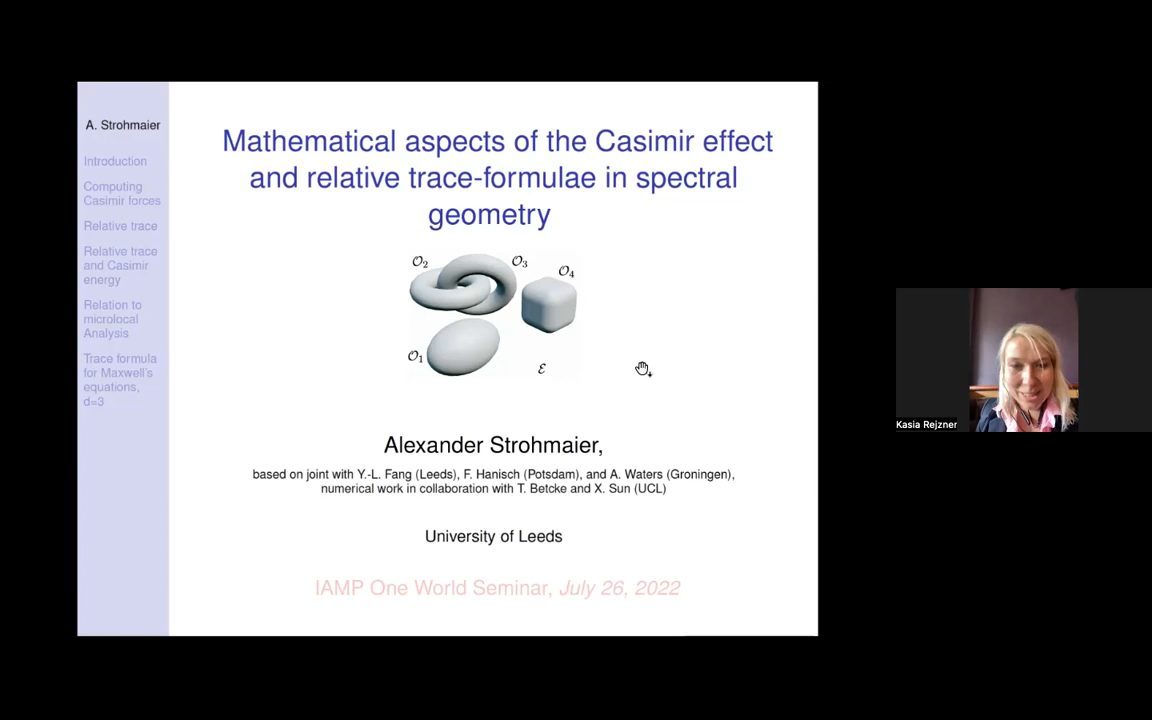 A. Strohmaier
Introduction
Computing
Casimir forces
Relative trace
Relative trace
and Casimir
energy
Relation to
microlocal
Analysis
Trace formula
for Maxwell's
equations,
d=3
Mathematical aspects of the Casimir effect
and relative trace-formulae in spectral
geometry
𝒪₂
𝒪₃
𝒪₄
𝒪₁
ℰ
Alexander Strohmaier,
based on joint with Y.-L. Fang (Leeds), F. Hanisch (Potsdam), and A. Waters (Groningen),
numerical work in collaboration with T. Betcke and X. Sun (UCL)
University of Leeds
IAMP One World Seminar, July 26, 2022
Kasia Rejzner